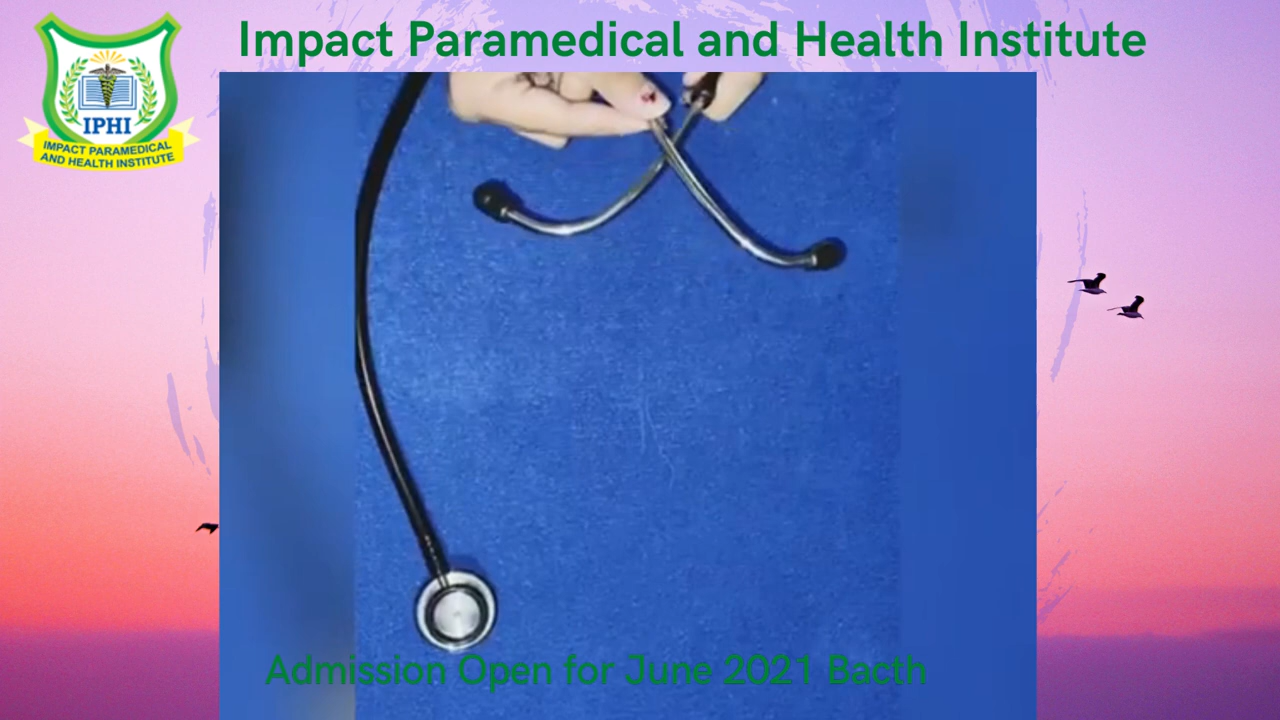 Impact Paramedical and Health Institute
IPHI
IMPACT PARAMEDICAL
AND HEALTH INSTITUTE
Admission Open for June 2021 Bacth